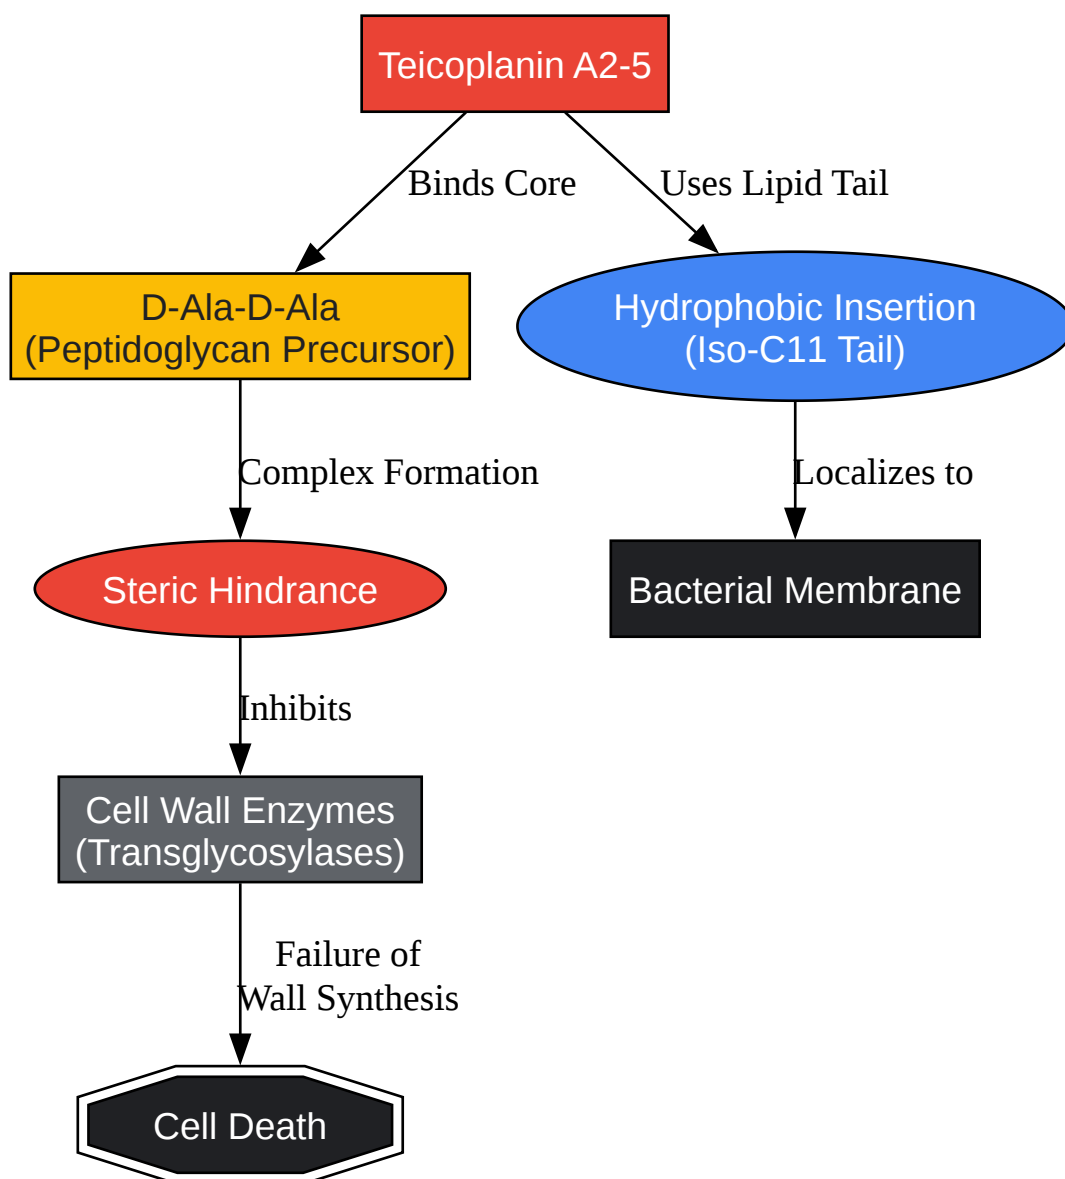 Teicoplanin A2-5
Binds Core
Uses Lipid Tail
D-Ala-D-Ala
(Peptidoglycan Precursor)
Hydrophobic Insertion
(Iso-C11 Tail)
Complex Formation
Localizes to
Steric Hindrance
Bacterial Membrane
Inhibits
Cell Wall Enzymes
(Transglycosylases)
Failure of
Wall Synthesis
Cell Death